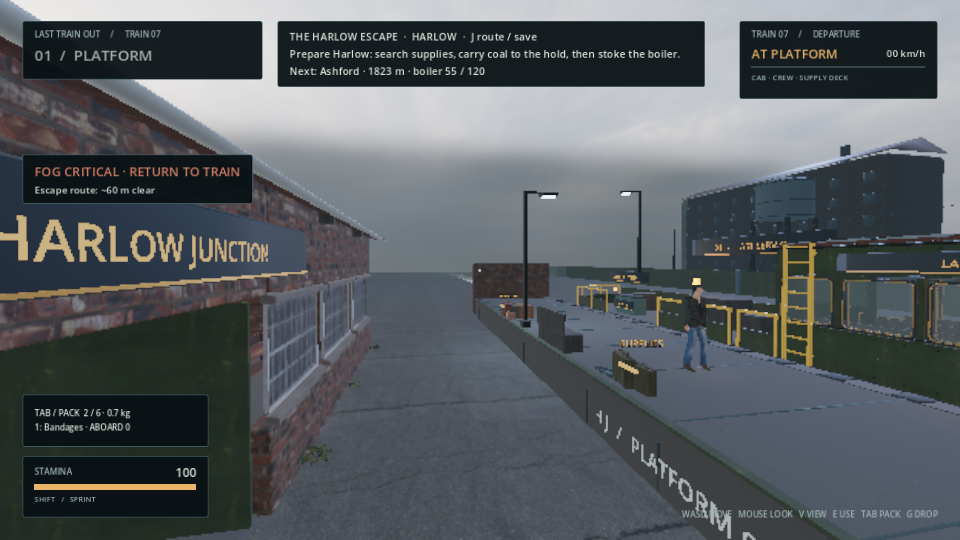 LAST TRAIN OUT / TRAIN 07
01 / PLATFORM
THE HARLOW ESCAPE · HARLOW · J route / save
Prepare Harlow: search supplies, carry coal to the hold, then stoke the boiler.
Next: Ashford · 1823 m · boiler 55 / 120
TRAIN 07 / DEPARTURE
AT PLATFORM 00 km/h
CAB · CREW · SUPPLY DECK
FOG CRITICAL · RETURN TO TRAIN
Escape route: ~60 m clear
HARLOW JUNCTION
SUPPLIES
LA
TAB / PACK 2 / 6 · 0.7 kg
1: Bandages · ABOARD 0
STAMINA 100
SHIFT / SPRINT
/ PLATFORM
WASD MOVE MOUSE LOOK V VIEW E USE TAB PACK G DROP